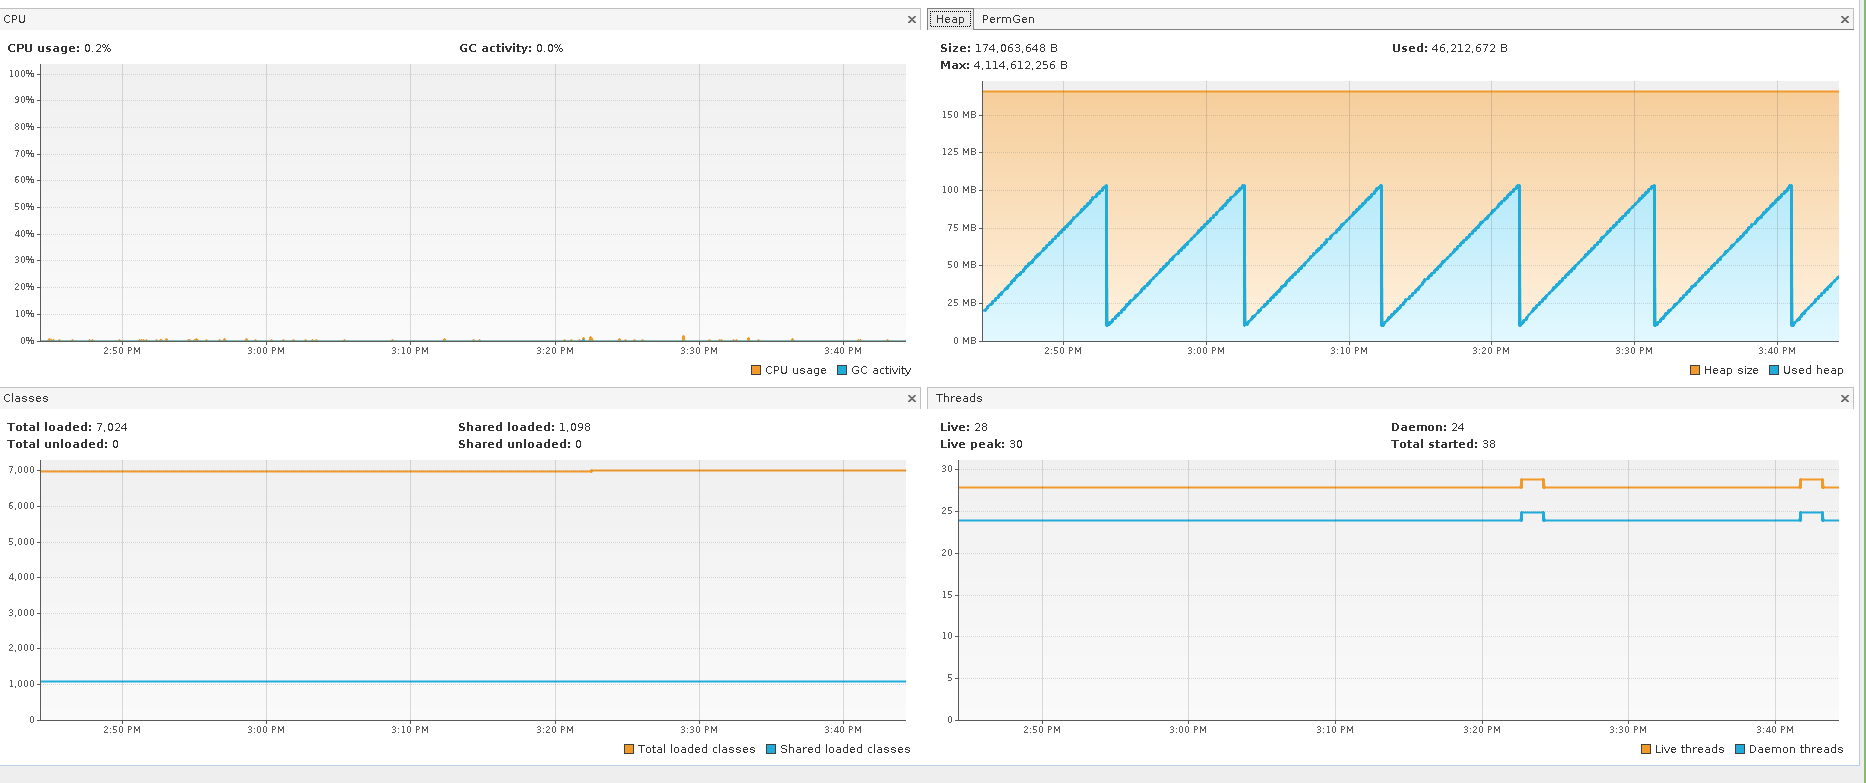 CPU
CPU usage: 0.2% GC activity: 0.0%
100%
90%
80%
70%
60%
50%
40%
30%
20%
10%
0%
2:50 PM 3:00 PM 3:10 PM 3:20 PM 3:30 PM 3:40 PM
CPU usage GC activity
Heap PermGen
Size: 174,063,648 B Used: 46,212,672 B
Max: 4,114,612,256 B
150 MB
125 MB
100 MB
75 MB
50 MB
25 MB
0 MB
2:50 PM 3:00 PM 3:10 PM 3:20 PM 3:30 PM 3:40 PM
Heap size Used heap
Classes
Total loaded: 7,024 Shared loaded: 1,098
Total unloaded: 0 Shared unloaded: 0
7,000
6,000
5,000
4,000
3,000
2,000
1,000
0
2:50 PM 3:00 PM 3:10 PM 3:20 PM 3:30 PM 3:40 PM
Total loaded classes Shared loaded classes
Threads
Live: 28 Daemon: 24
Live peak: 30 Total started: 38
30
25
20
15
10
5
0
2:50 PM 3:00 PM 3:10 PM 3:20 PM 3:30 PM 3:40 PM
Live threads Daemon threads